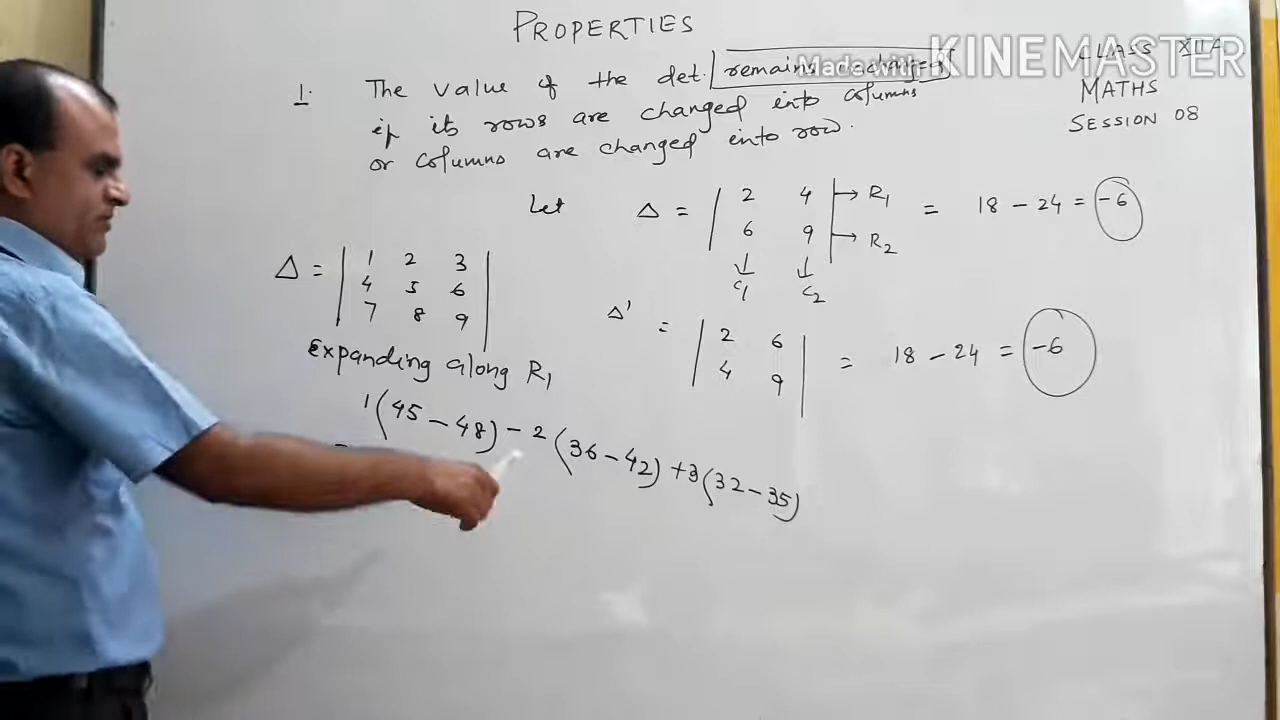 PROPERTIES
Made with KINEMASTER
CLASS XII A
MATHS
SESSION 08
1. The value of the det. remains
if its rows are changed into columns
or columns are changed into row.
Let Δ = | 2 4 | → R1 = 18 - 24 = -6
| 6 9 | → R2
↓ ↓
C1 C2
Δ' = | 2 6 | = 18 - 24 = -6
| 4 9 |
Δ = | 1 2 3 |
| 4 5 6 |
| 7 8 9 |
Expanding along R1
1(45 - 48) - 2(36 - 42) + 3(32 - 35)